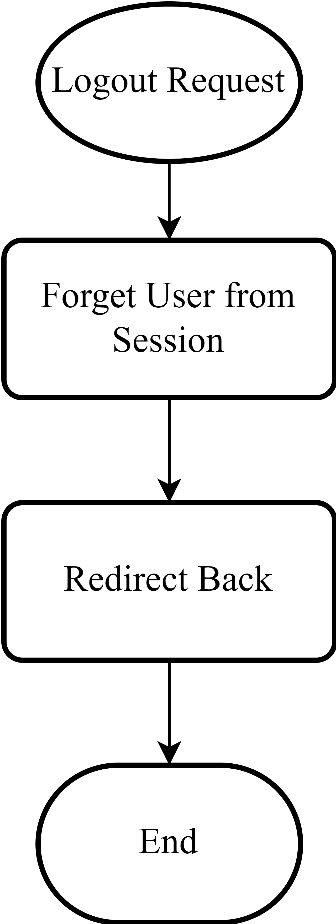 Logout Request
Forget User from
Session
Redirect Back
End